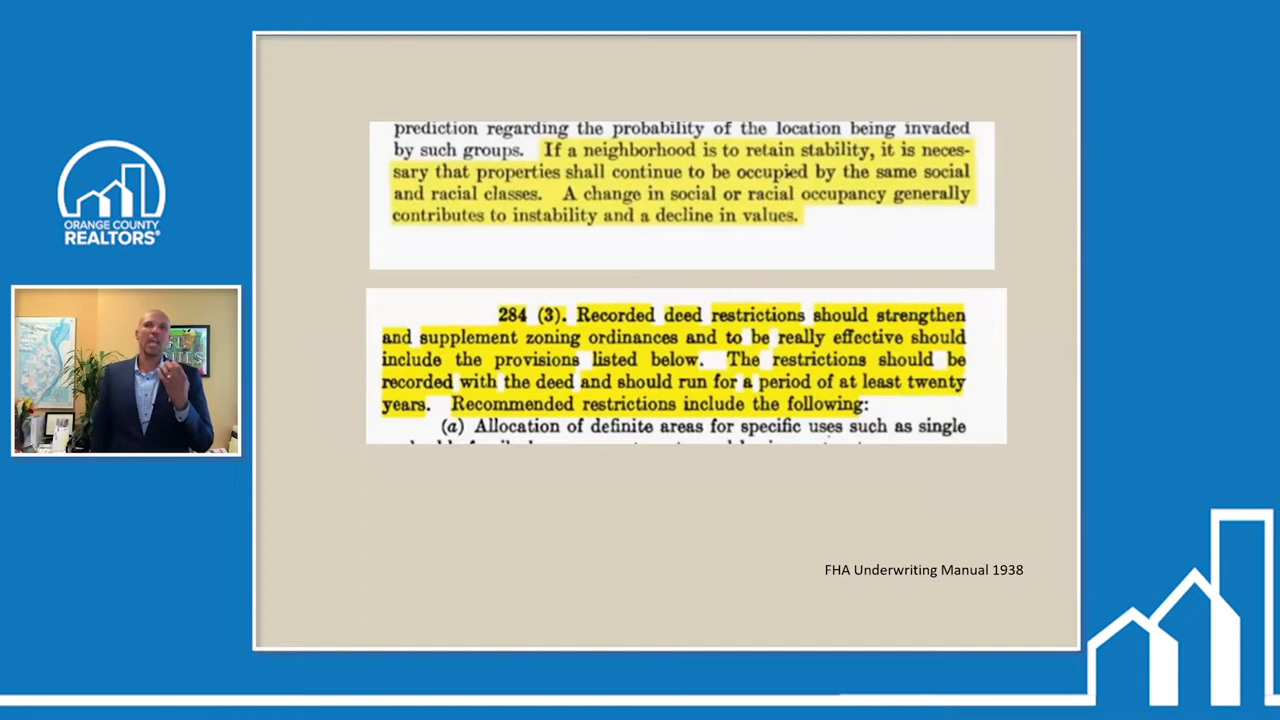 ORANGE COUNTY
REALTORS®
prediction regarding the probability of the location being invaded
by such groups. If a neighborhood is to retain stability, it is neces-
sary that properties shall continue to be occupied by the same social
and racial classes. A change in social or racial occupancy generally
contributes to instability and a decline in values.
284 (3). Recorded deed restrictions should strengthen
and supplement zoning ordinances and to be really effective should
include the provisions listed below. The restrictions should be
recorded with the deed and should run for a period of at least twenty
years. Recommended restrictions include the following:
(a) Allocation of definite areas for specific uses such as single
FHA Underwriting Manual 1938